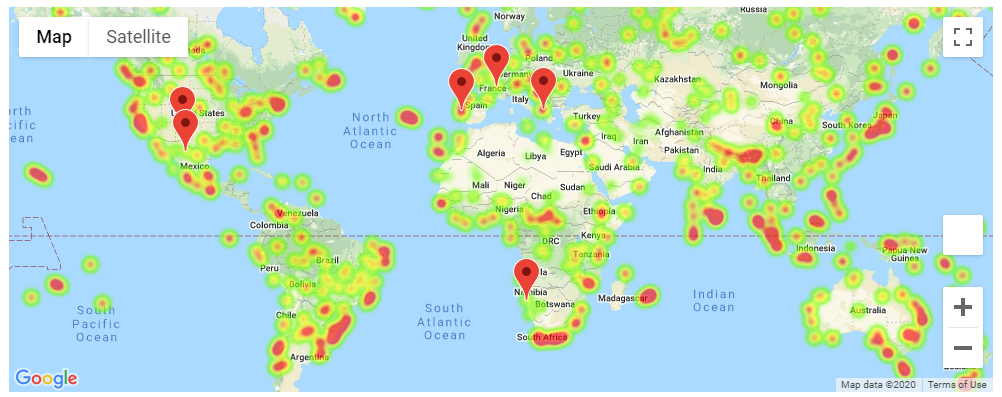 Map
Satellite
Norway
Russia
United
Kingdom
Poland
Germany
Ukraine
France
Kazakhstan
Mongolia
Spain
Italy
Turkey
China
South Korea
Japan
North
Atlantic
Ocean
Afghanistan
Iraq
Iran
Pakistan
Algeria
Libya
Egypt
Saudi Arabia
India
Thailand
Mexico
Mali
Niger
Chad
Sudan
Nigeria
Ethiopia
Venezuela
Colombia
DRC
Kenya
Indonesia
Papua New
Guinea
Tanzania
Peru
Brazil
Bolivia
Namibia
Botswana
Madagascar
Indian
Ocean
Australia
South
Pacific
Ocean
Chile
South
Atlantic
Ocean
South Africa
Argentina
Google
Map data ©2020
Terms of Use